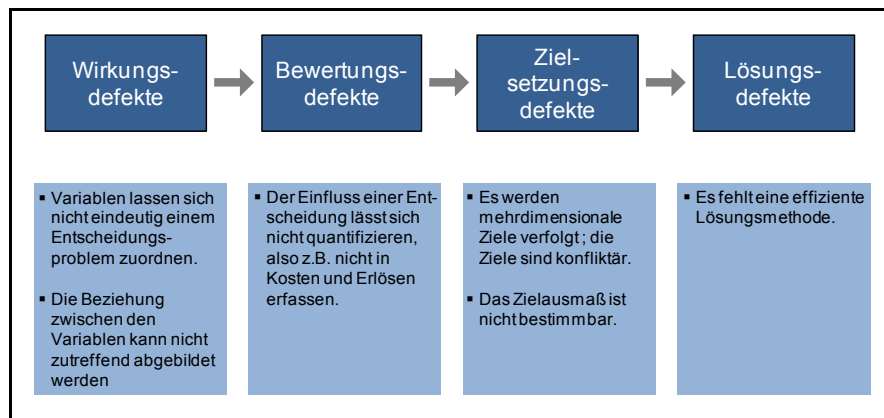 Wirkungs-
defekte
Bewertungs-
defekte
Ziel-
setzungs-
defekte
Lösungs-
defekte
▪ Variablen lassen sich
nicht eindeutig einem
Entscheidungs-
problem zuordnen.
▪ Die Beziehung
zwischen den
Variablen kann nicht
zutreffend abgebildet
werden
▪ Der Einfluss einer Ent-
scheidung lässt sich
nicht quantifizieren,
also z.B. nicht in
Kosten und Erlösen
erfassen.
▪ Es werden
mehrdimensionale
Ziele verfolgt; die
Ziele sind konfliktär.
▪ Das Zielausmaß ist
nicht bestimmbar.
▪ Es fehlt eine effiziente
Lösungsmethode.